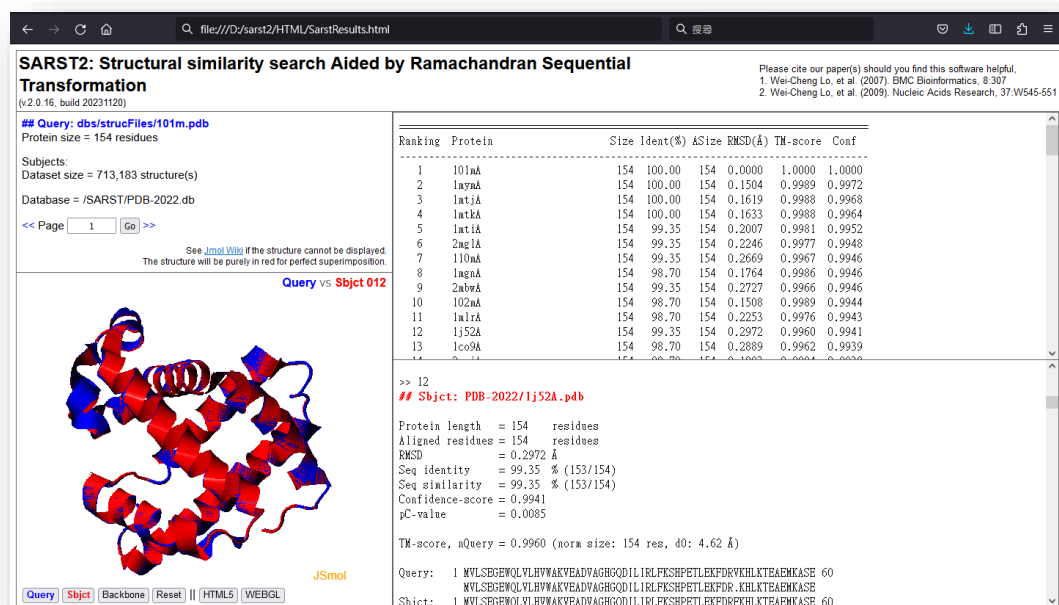 file:///D:/sarst2/HTML/SarstResults.html
搜尋
SARST2: Structural similarity search Aided by Ramachandran Sequential
Transformation
(v.2.0.16, build 20231120)
Please cite our paper(s) should you find this software helpful,
1. Wei-Cheng Lo, et al. (2007). BMC Bioinformatics, 8:307
2. Wei-Cheng Lo, et al. (2009). Nucleic Acids Research, 37:W545-551
## Query: dbs/strucFiles/101m.pdb
Protein size = 154 residues
Subjects:
Dataset size = 713,183 structure(s)
Database = /SARST/PDB-2022.db
<< Page 1 Go >>
See Jmol Wiki if the structure cannot be displayed.
The structure will be purely in red for perfect superimposition.
Query vs Sbjct 012
JSmol
Query Sbjct Backbone Reset || HTML5 WEBGL
Ranking Protein Size Ident(%) ASize RMSD(Å) TM-score Conf
1 101mA 154 100.00 154 0.0000 1.0000 1.0000
2 1mymA 154 100.00 154 0.1504 0.9989 0.9972
3 1mtjA 154 100.00 154 0.1619 0.9988 0.9968
4 1mtkA 154 100.00 154 0.1633 0.9988 0.9964
5 1mtiA 154 99.35 154 0.2007 0.9981 0.9952
6 2mglA 154 99.35 154 0.2246 0.9977 0.9948
7 110mA 154 99.35 154 0.2669 0.9967 0.9946
8 1mgnA 154 98.70 154 0.1764 0.9986 0.9946
9 2mbwA 154 99.35 154 0.2727 0.9966 0.9946
10 102mA 154 98.70 154 0.1508 0.9989 0.9944
11 1mlrA 154 98.70 154 0.2253 0.9976 0.9943
12 1j52A 154 99.35 154 0.2972 0.9960 0.9941
13 1co9A 154 98.70 154 0.2889 0.9962 0.9939
>> 12
## Sbjct: PDB-2022/1j52A.pdb
Protein length = 154 residues
Aligned residues = 154 residues
RMSD = 0.2972 Å
Seq identity = 99.35 % (153/154)
Seq similarity = 99.35 % (153/154)
Confidence-score = 0.9941
pC-value = 0.0085
TM-score, nQuery = 0.9960 (norm size: 154 res, d0: 4.62 Å)
Query: 1 MVLSEGEWQLVLHVWAKVEADVAGHGQDILIRLFKSHPETLEKFDRVKHLKTEAEMKASE 60
MVLSEGEWQLVLHVWAKVEADVAGHGQDILIRLFKSHPETLEKFDR.KHLKTEAEMKASE
Sbjct: 1 MVLSEGEWQLVLHVWAKVEADVAGHGQDILIRLFKSHPETLEKFDRFKHLKTEAEMKASE 60